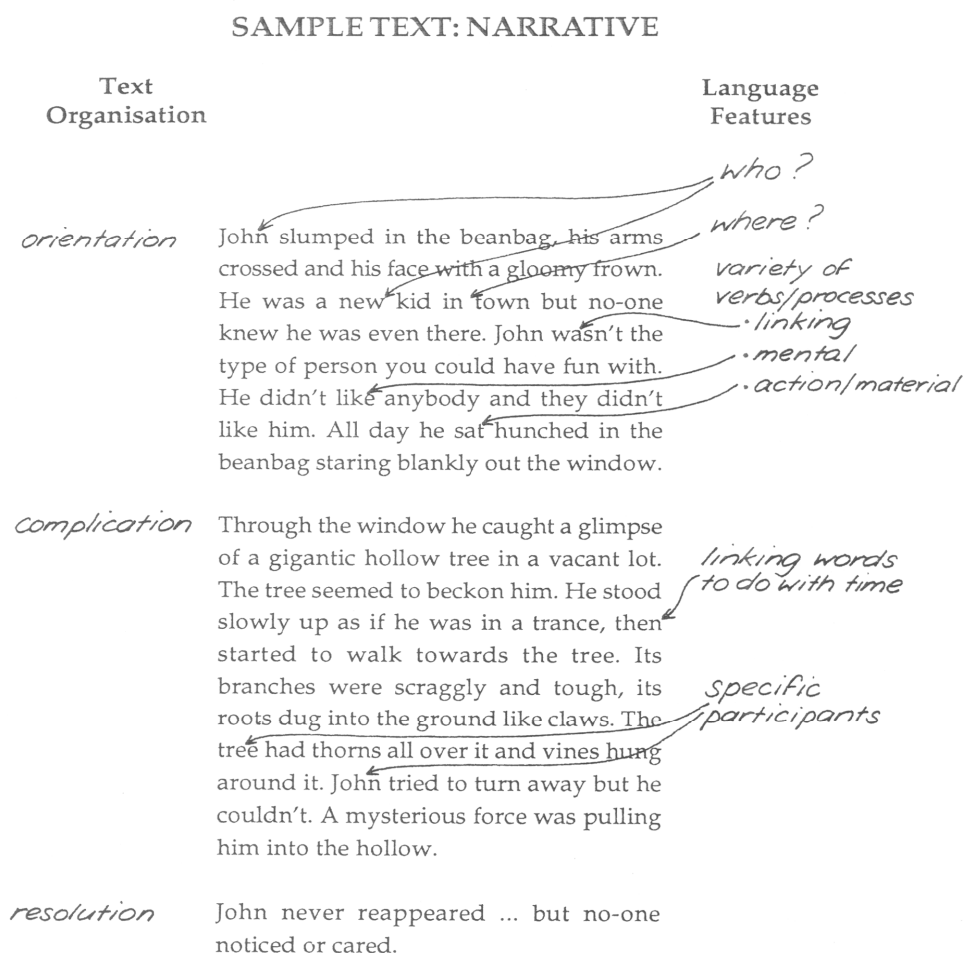 SAMPLE TEXT: NARRATIVE
Text
Organisation
Language
Features
who?
where?
variety of
verbs/processes
• linking
• mental
• action/material
orientation
John slumped in the beanbag, his arms
crossed and his face with a gloomy frown.
He was a new kid in town but no-one
knew he was even there. John wasn't the
type of person you could have fun with.
He didn't like anybody and they didn't
like him. All day he sat hunched in the
beanbag staring blankly out the window.
complication
Through the window he caught a glimpse
of a gigantic hollow tree in a vacant lot.
The tree seemed to beckon him. He stood
slowly up as if he was in a trance, then
started to walk towards the tree. Its
branches were scraggly and tough, its
roots dug into the ground like claws. The
tree had thorns all over it and vines hung
around it. John tried to turn away but he
couldn't. A mysterious force was pulling
him into the hollow.
linking words
to do with time
specific
participants
resolution
John never reappeared ... but no-one
noticed or cared.